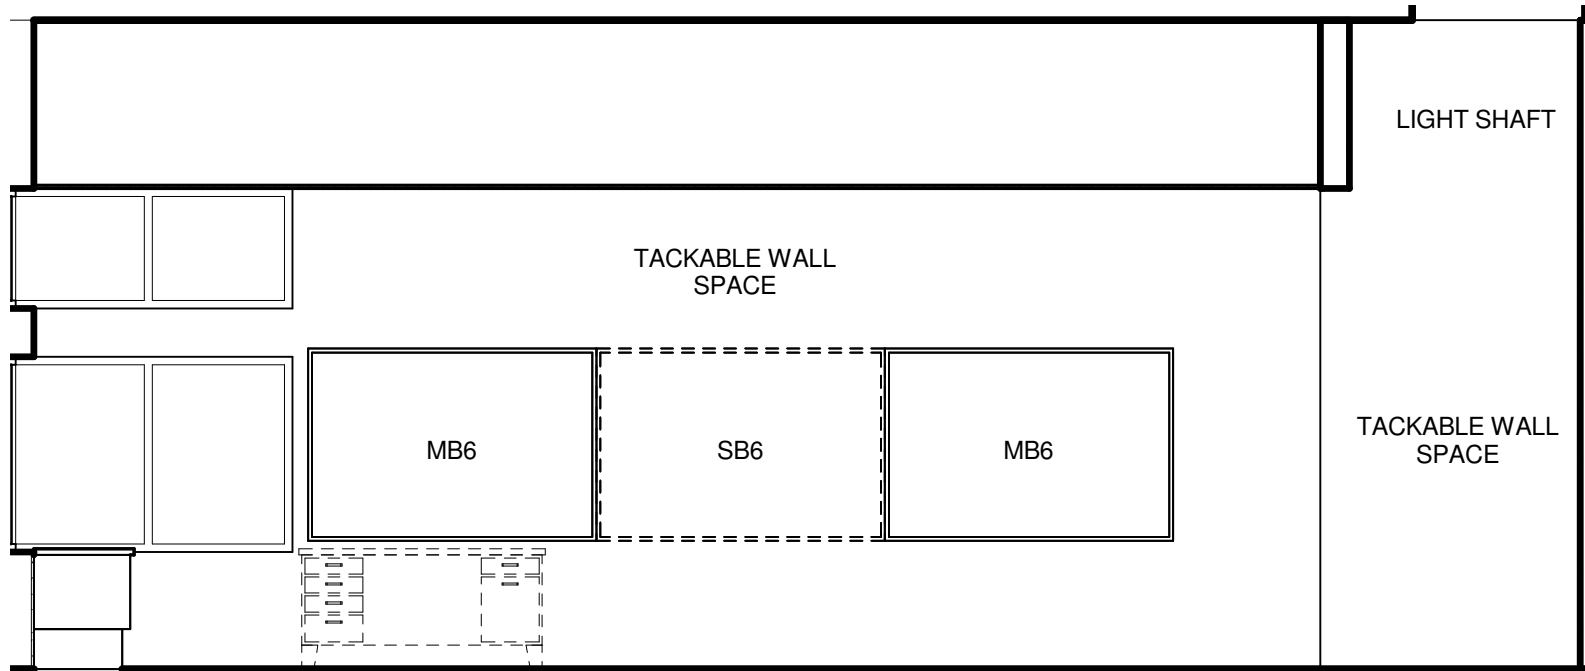 LIGHT SHAFT
TACKABLE WALL
SPACE
MB6
SB6
MB6
TACKABLE WALL
SPACE